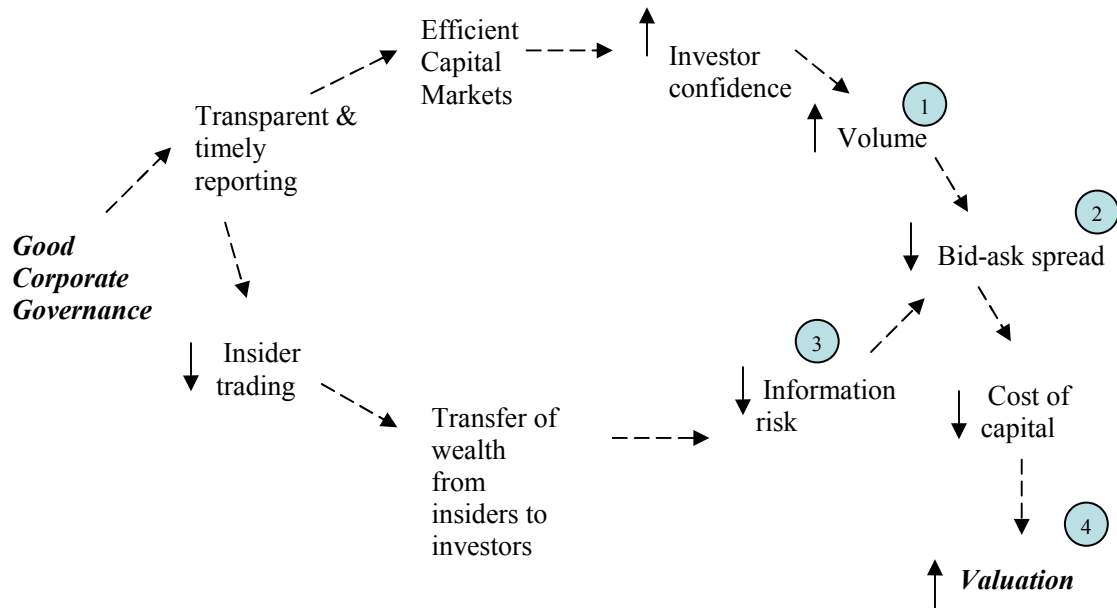 Efficient
Capital
Markets
Investor
confidence
1
Volume
Transparent &
timely
reporting
2
Bid-ask spread
Good
Corporate
Governance
Insider
trading
3
Information
risk
Cost of
capital
Transfer of
wealth
from
insiders to
investors
4
Valuation